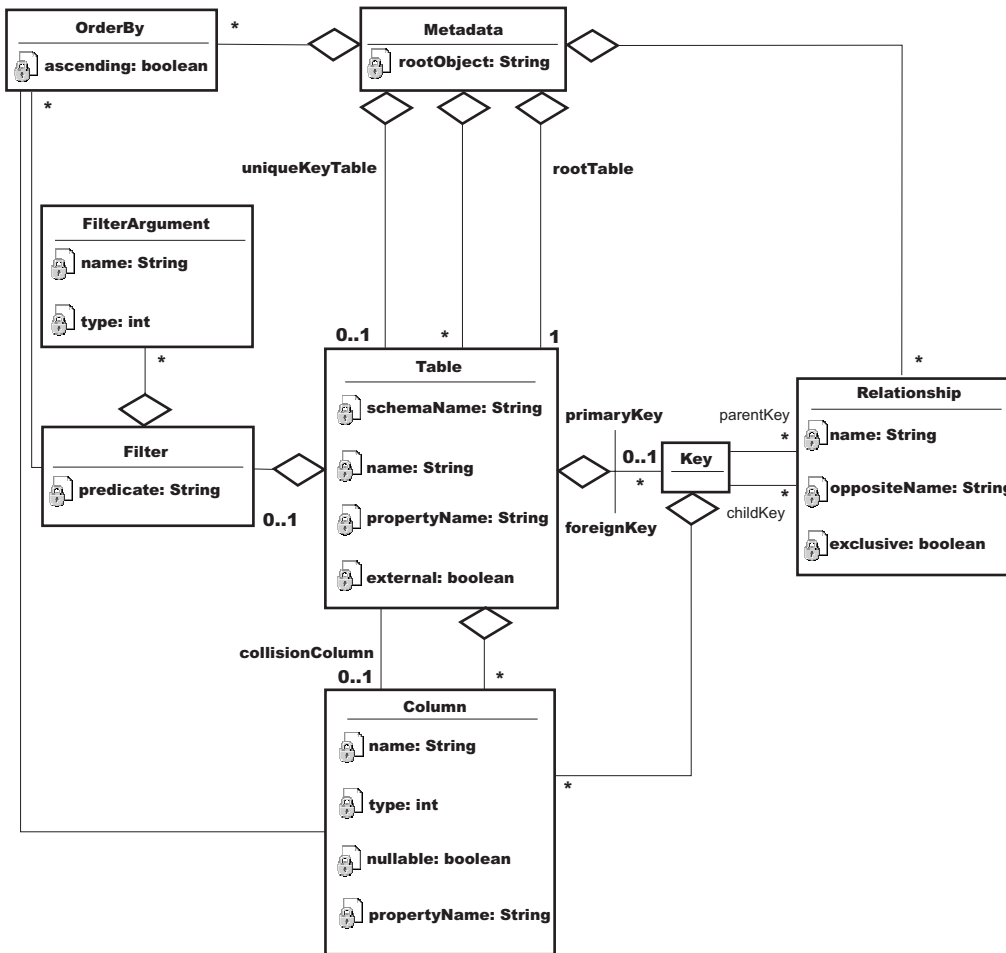 OrderBy
ascending: boolean
*
*
Metadata
rootObject: String
uniqueKeyTable
rootTable
FilterArgument
name: String
type: int
*
0..1
*
1
*
Table
schemaName: String
name: String
propertyName: String
external: boolean
Filter
predicate: String
0..1
primaryKey
0..1
*
foreignKey
Key
parentKey
*
*
childKey
Relationship
name: String
oppositeName: String
exclusive: boolean
collisionColumn
0..1
*
*
Column
name: String
type: int
nullable: boolean
propertyName: String